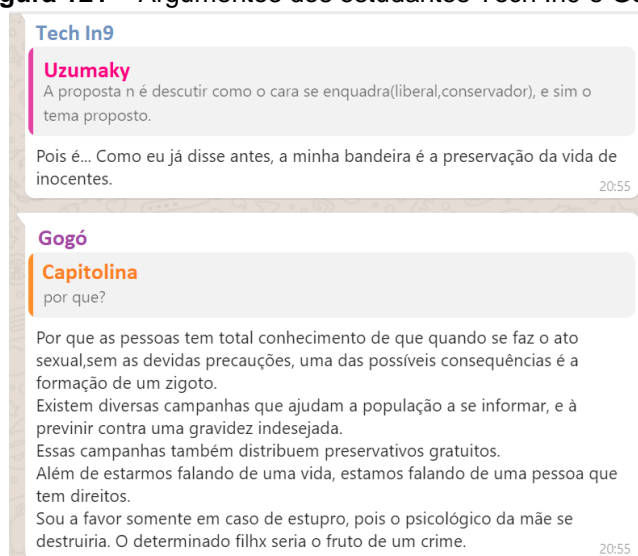 Argumentos dos estudantes Tech In9 e
Tech In9
Uzumaky
A proposta n é descutir como o cara se enquadra(liberal,conservador), e sim o
tema proposto.
Pois é... Como eu já disse antes, a minha bandeira é a preservação da vida de
inocentes.
20:55
Gogó
Capitolina
por que?
Por que as pessoas tem total conhecimento de que quando se faz o ato
sexual,sem as devidas precauções, uma das possíveis consequências é a
formação de um zigoto.
Existem diversas campanhas que ajudam a população a se informar, e à
previnir contra uma gravidez indesejada.
Essas campanhas também distribuem preservativos gratuitos.
Além de estarmos falando de uma vida, estamos falando de uma pessoa que
tem direitos.
Sou a favor somente em caso de estupro, pois o psicológico da mãe se
destruiria. O determinado filhx seria o fruto de um crime.
20:55